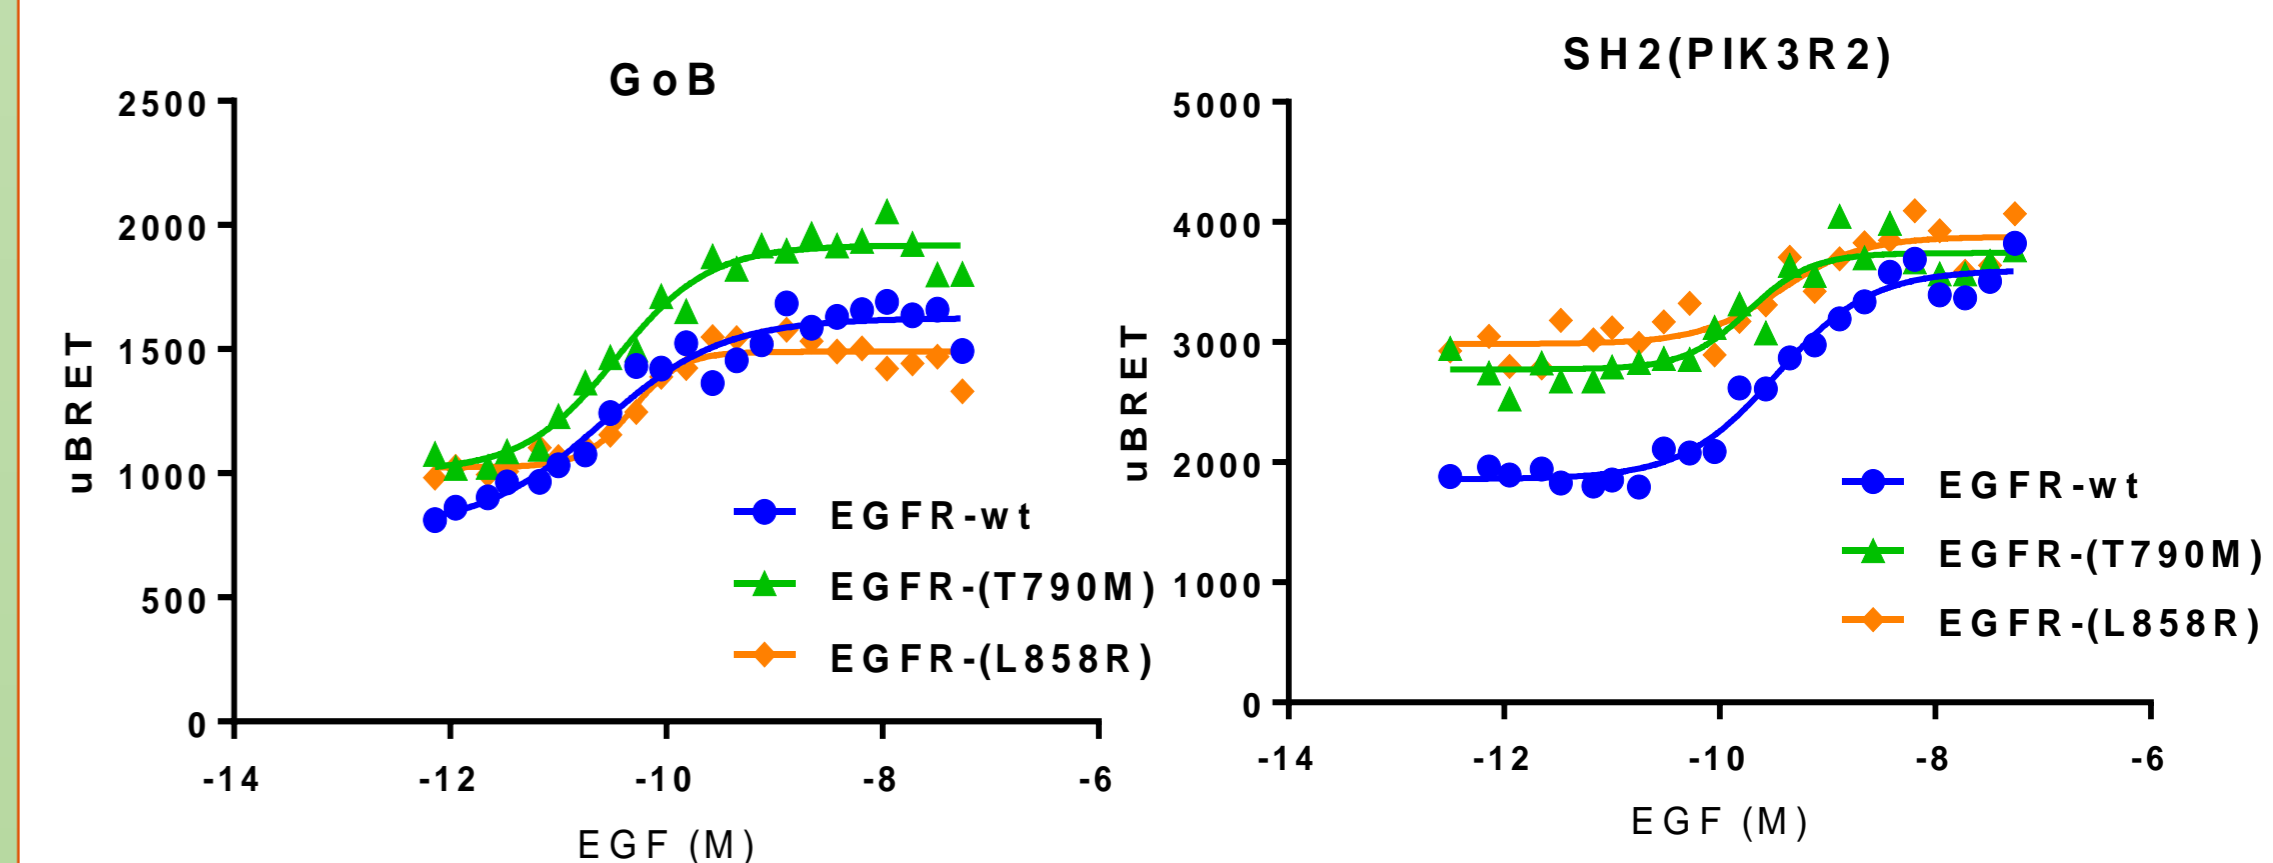 GoB
2500
2000
1500
1000
500
0
uBRET
-14
-12
-10
-8
-6
EGF (M)
EGFR-wt
EGFR-(T790M)
EGFR-(L858R)
SH2(PIK3R2)
5000
4000
3000
2000
1000
0
uBRET
-14
-12
-10
-8
-6
EGF (M)
EGFR-wt
EGFR-(T790M)
EGFR-(L858R)